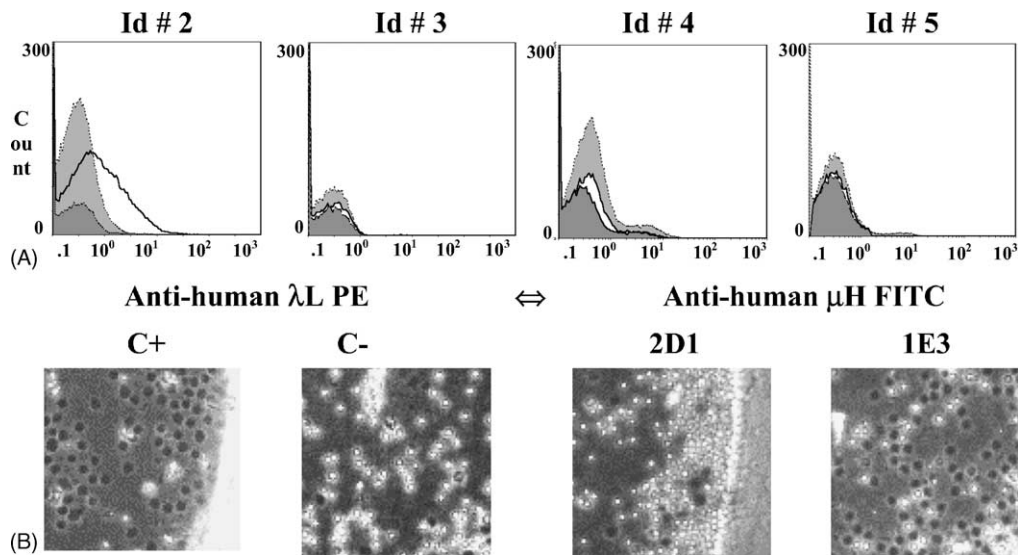 Id # 2 Id # 3 Id # 4 Id # 5
300 300 300 300
C
ou
nt
0 0 0 0
.1 10⁰ 10¹ 10² 10³ .1 10⁰ 10¹ 10² 10³ .1 10⁰ 10¹ 10² 10³ .1 10⁰ 10¹ 10² 10³
(A)
Anti-human λL PE ⇔ Anti-human μH FITC
C+ C- 2D1 1E3
(B)